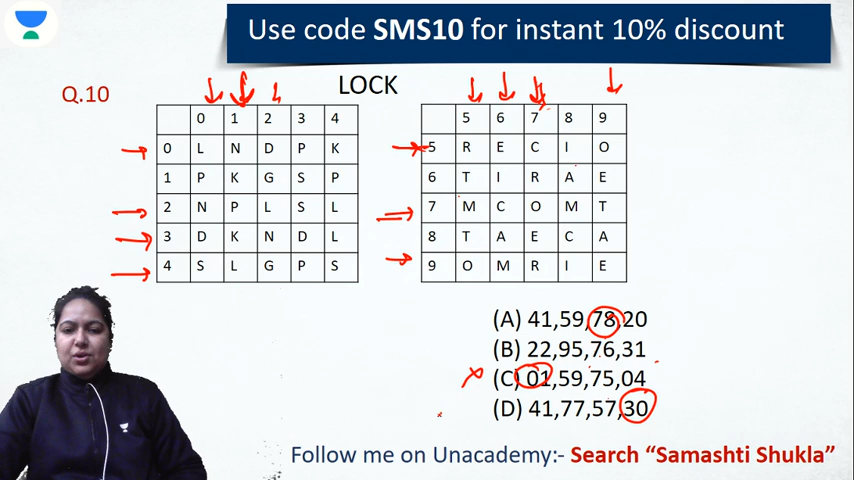 Use code SMS10 for instant 10% discount
Q.10
LOCK
0 1 2 3 4
0 L N D P K
1 P K G S P
2 N P L S L
3 D K N D L
4 S L G P S
5 6 7 8 9
5 R E C I O
6 T I R A E
7 M C O M T
8 T A E C A
9 O M R I E
(A) 41,59,78,20
(B) 22,95,76,31
(C) 01,59,75,04
(D) 41,77,57,30
Follow me on Unacademy:- Search “Samashti Shukla”